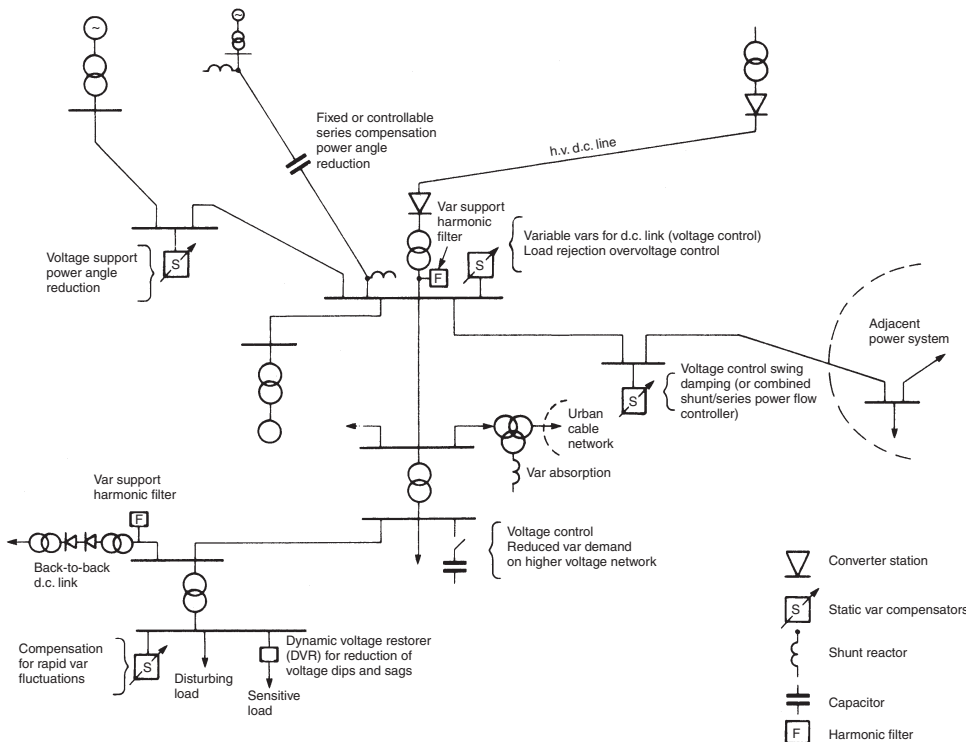 ~
~
Fixed or controllable
series compensation
power angle
reduction
h.v. d.c. line
Var support
harmonic
filter
F
S
Variable vars for d.c. link (voltage control)
Load rejection overvoltage control
Voltage support
power angle
reduction
S
Adjacent
power system
S
Voltage control swing
damping (or combined
shunt/series power flow
controller)
Urban
cable
network
Var absorption
Var support
harmonic filter
F
Back-to-back
d.c. link
Voltage control
Reduced var demand
on higher voltage network
Compensation
for rapid var
fluctuations
S
Disturbing
load
Dynamic voltage restorer
(DVR) for reduction of
voltage dips and sags
Sensitive
load
Converter station
S
Static var compensators
Shunt reactor
Capacitor
F
Harmonic filter